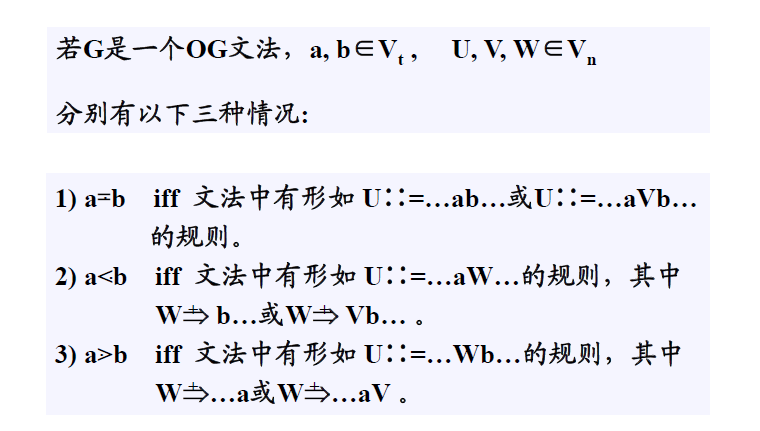 若G是一个OG文法，a, b∈Vt，  U, V, W∈Vn
分别有以下三种情况:
1) a=b  iff 文法中有形如 U∷=…ab…或U∷=…aVb…
的规则。
2) a<b  iff 文法中有形如 U∷=…aW…的规则，其中
W⇒+ b…或W⇒+ Vb… 。
3) a>b  iff 文法中有形如 U∷=…Wb…的规则，其中
W⇒+…a或W⇒+…aV 。